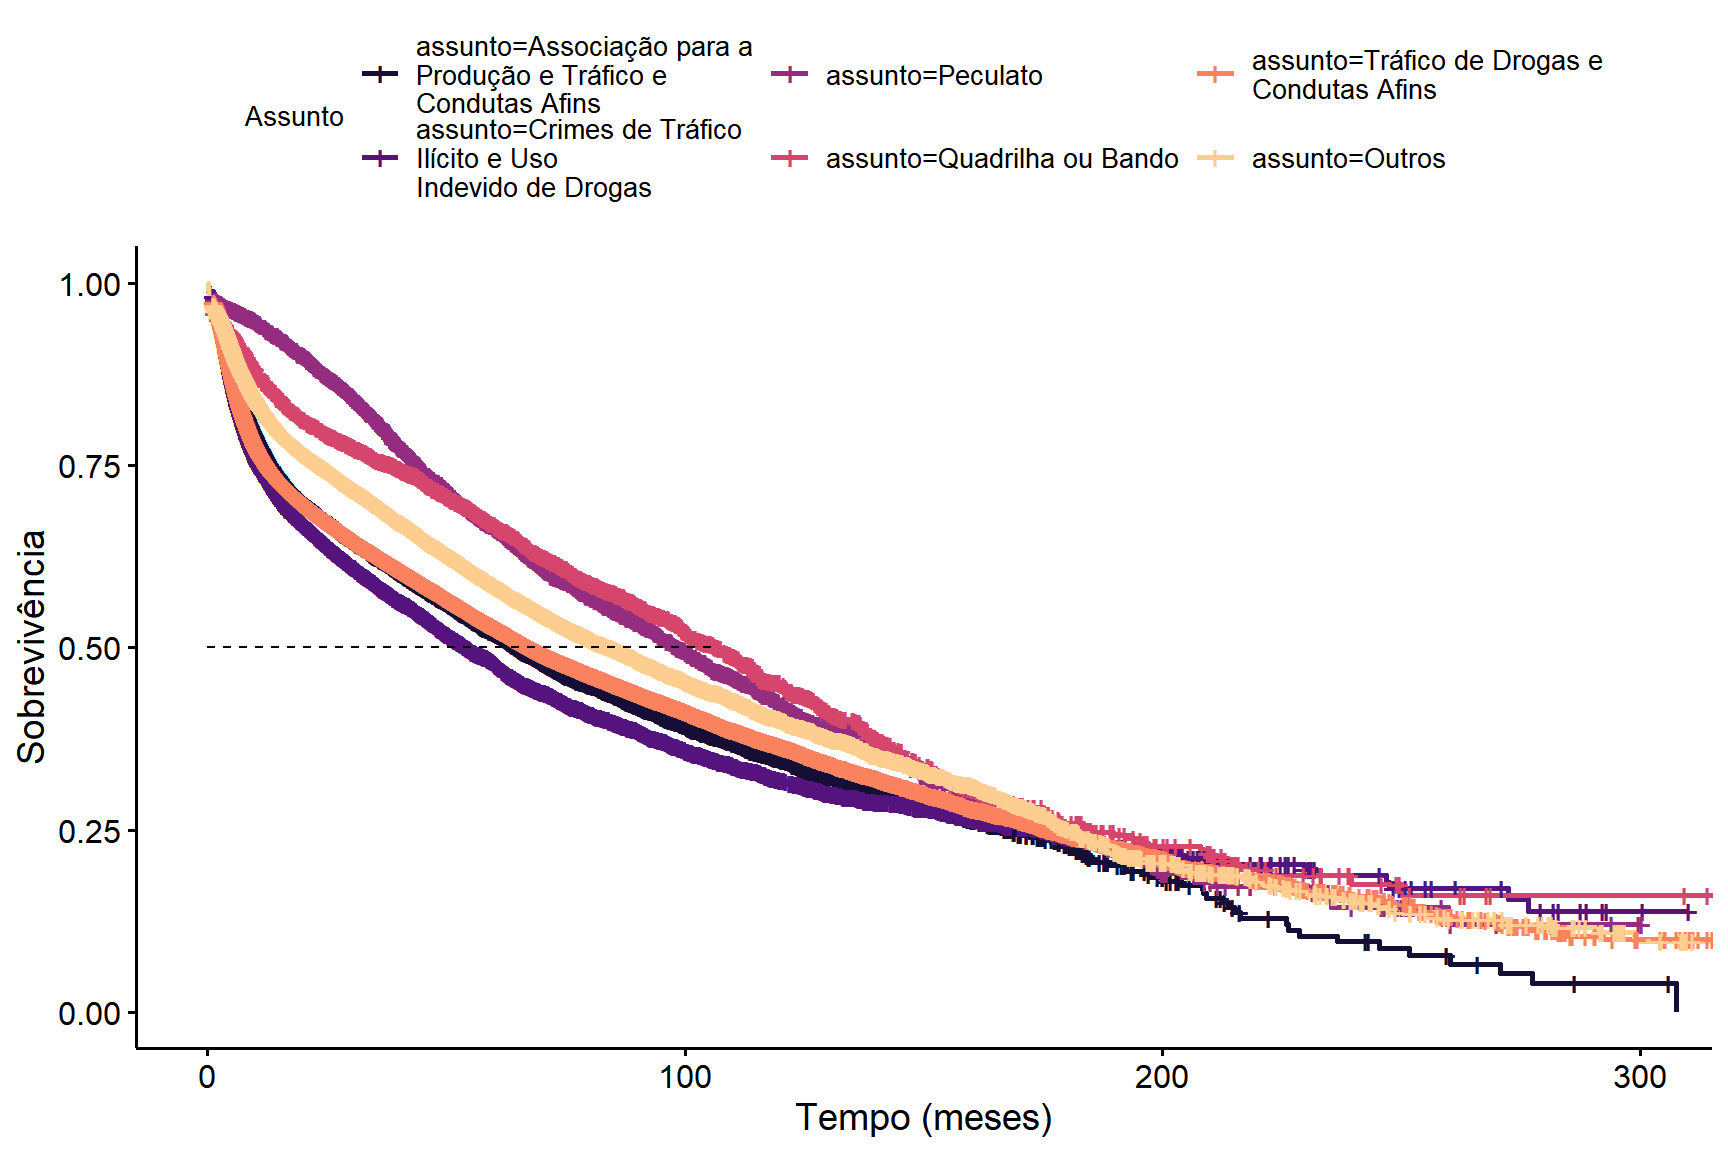 Assunto
assunto=Associação para a
Produção e Tráfico e
Condutas Afins
assunto=Crimes de Tráfico
Ilícito e Uso
Indevido de Drogas
assunto=Peculato
assunto=Quadrilha ou Bando
assunto=Tráfico de Drogas e
Condutas Afins
assunto=Outros
Sobrevivência
1.00
0.75
0.50
0.25
0.00
0
100
200
300
Tempo (meses)